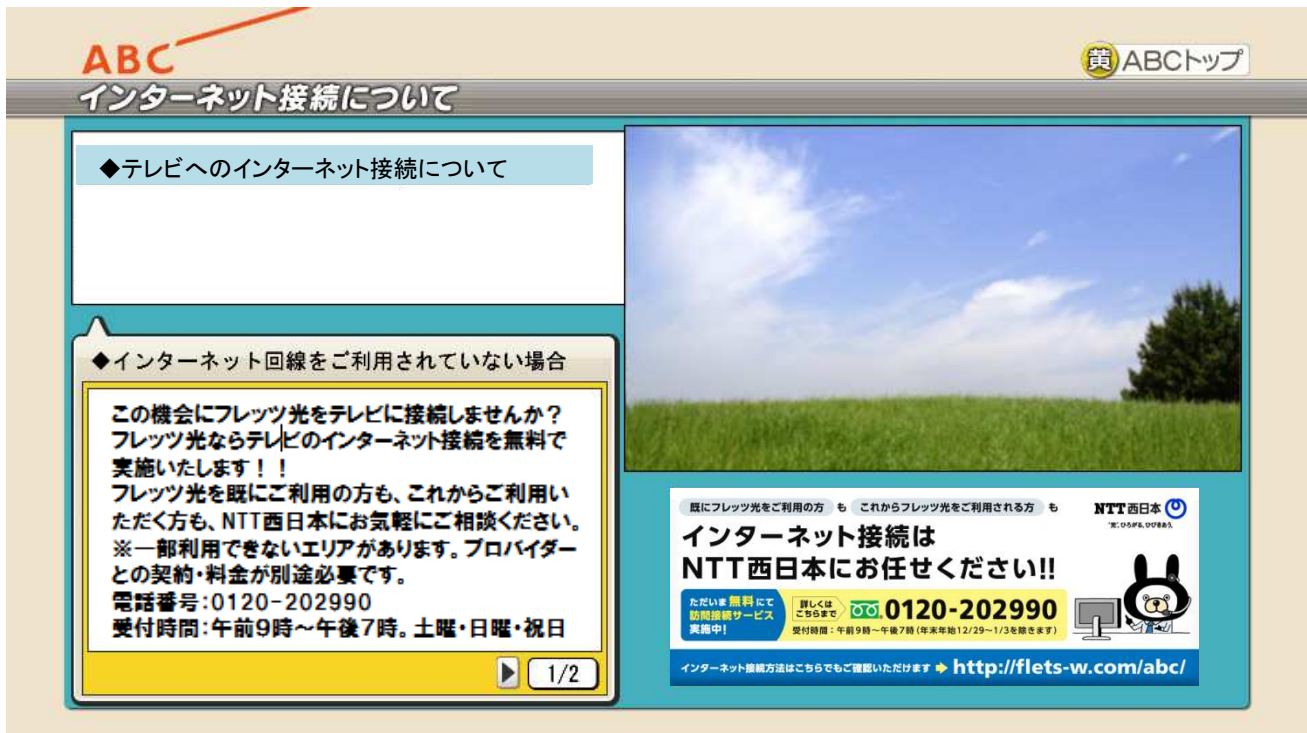 ABC
黄 ABCトップ
インターネット接続について
◆テレビへのインターネット接続について
◆インターネット回線をご利用されていない場合
この機会にフレッツ光をテレビに接続しませんか?
フレッツ光ならテレビのインターネット接続を無料で
実施いたします!!
フレッツ光を既にご利用の方も、これからご利用い
ただく方も、NTT西日本にお気軽にご相談ください。
※一部利用できないエリアがあります。プロバイダー
との契約・料金が別途必要です。
電話番号:0120-202990
受付時間:午前9時~午後7時。土曜・日曜・祝日
1/2
既にフレッツ光をご利用の方 も これからフレッツ光をご利用される方 も
NTT西日本
"光"、ひろがる、ひびきあう。
インターネット接続は
NTT西日本にお任せください!!
ただいま無料にて
訪問接続サービス
実施中!
詳しくは
こちらまで
0120-202990
受付時間:午前9時~午後7時(年末年始12/29~1/3を除きます)
インターネット接続方法はこちらでもご確認いただけます http://flets-w.com/abc/